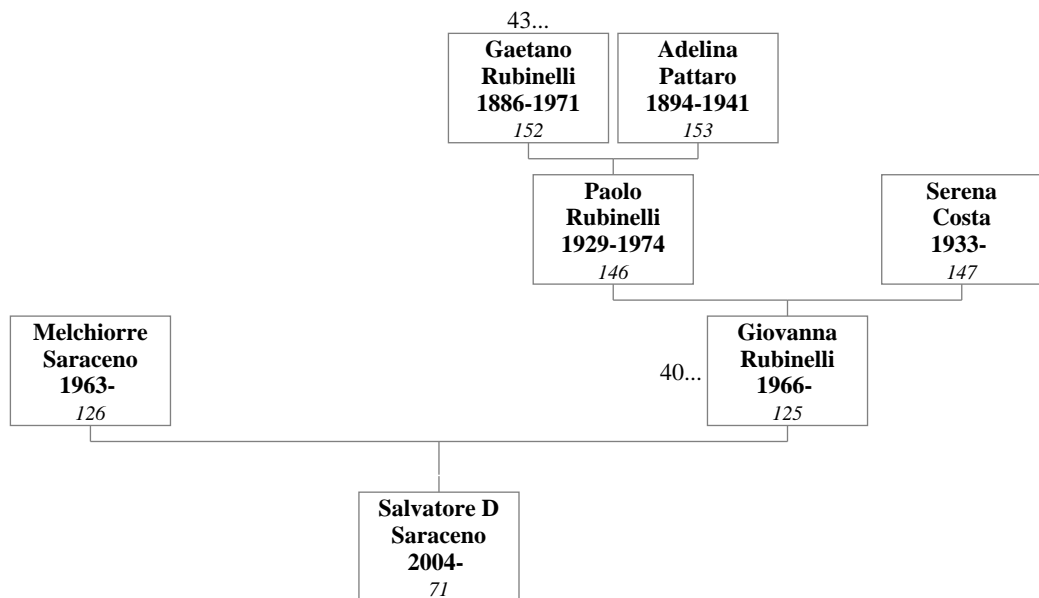 43...
Gaetano
Rubinelli
1886-1971
152
Adelina
Pattaro
1894-1941
153
Paolo
Rubinelli
1929-1974
146
Serena
Costa
1933-
147
Melchiorre
Saraceno
1963-
126
40...
Giovanna
Rubinelli
1966-
125
Salvatore D
Saraceno
2004-
71